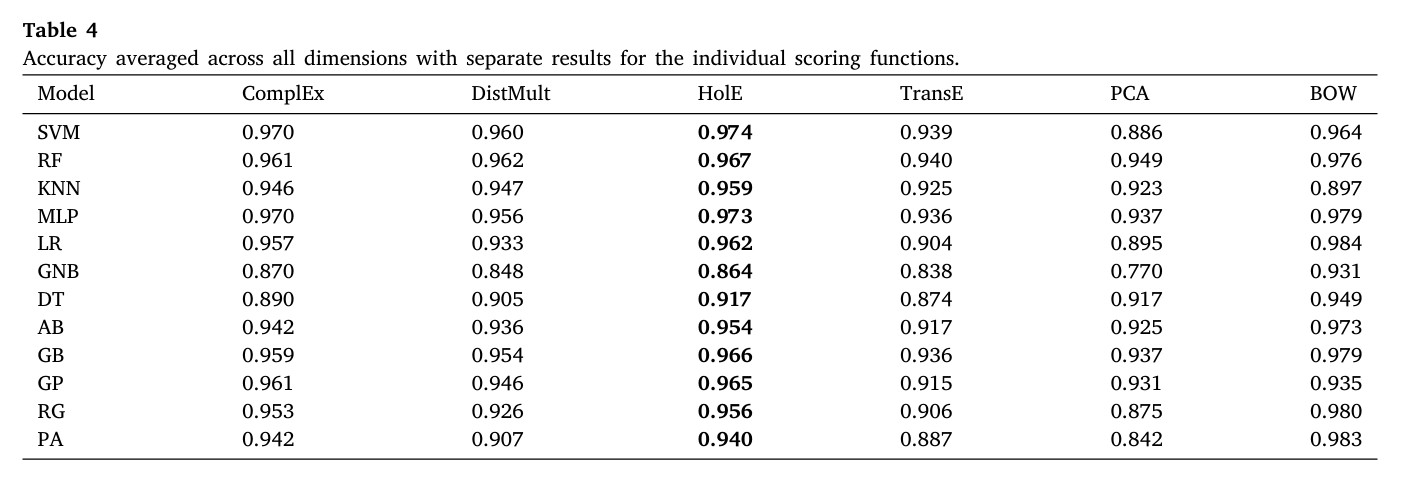 Table 4
Accuracy averaged across all dimensions with separate results for the individual scoring functions.
Model ComplEx DistMult HolE TransE PCA BOW
SVM 0.970 0.960 0.974 0.939 0.886 0.964
RF 0.961 0.962 0.967 0.940 0.949 0.976
KNN 0.946 0.947 0.959 0.925 0.923 0.897
MLP 0.970 0.956 0.973 0.936 0.937 0.979
LR 0.957 0.933 0.962 0.904 0.895 0.984
GNB 0.870 0.848 0.864 0.838 0.770 0.931
DT 0.890 0.905 0.917 0.874 0.917 0.949
AB 0.942 0.936 0.954 0.917 0.925 0.973
GB 0.959 0.954 0.966 0.936 0.937 0.979
GP 0.961 0.946 0.965 0.915 0.931 0.935
RG 0.953 0.926 0.956 0.906 0.875 0.980
PA 0.942 0.907 0.940 0.887 0.842 0.983